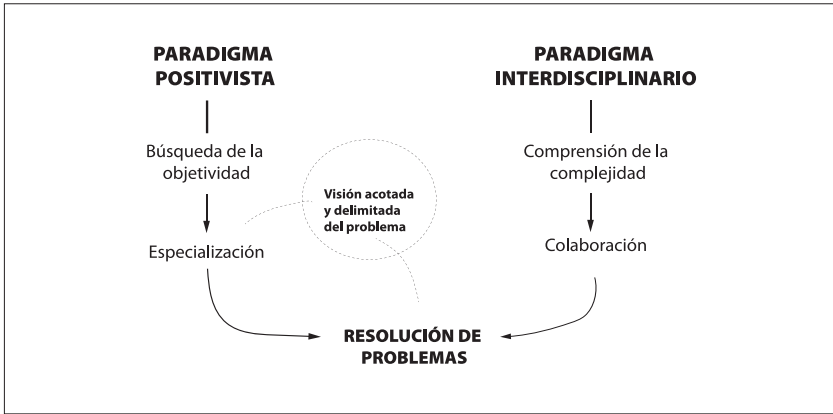 PARADIGMA
POSITIVISTA
Búsqueda de la
objetividad
Especialización
Visión acotada
y delimitada
del problema
PARADIGMA
INTERDISCIPLINARIO
Comprensión de la
complejidad
Colaboración
RESOLUCIÓN DE
PROBLEMAS